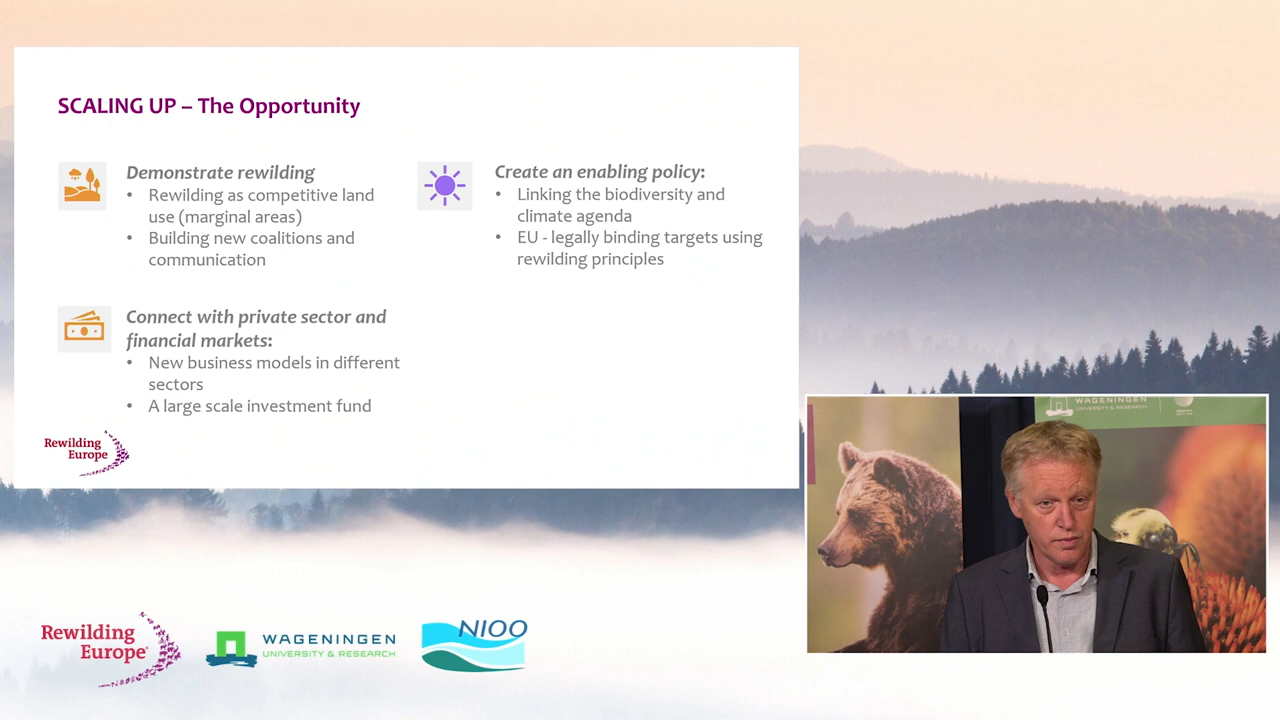 SCALING UP – The Opportunity
Demonstrate rewilding
• Rewilding as competitive land
use (marginal areas)
• Building new coalitions and
communication
Connect with private sector and
financial markets:
• New business models in different
sectors
• A large scale investment fund
Create an enabling policy:
• Linking the biodiversity and
climate agenda
• EU - legally binding targets using
rewilding principles
Rewilding
Europe
WAGENINGEN
UNIVERSITY & RESEARCH
Rewilding
Europe
WAGENINGEN
UNIVERSITY & RESEARCH
NIOO